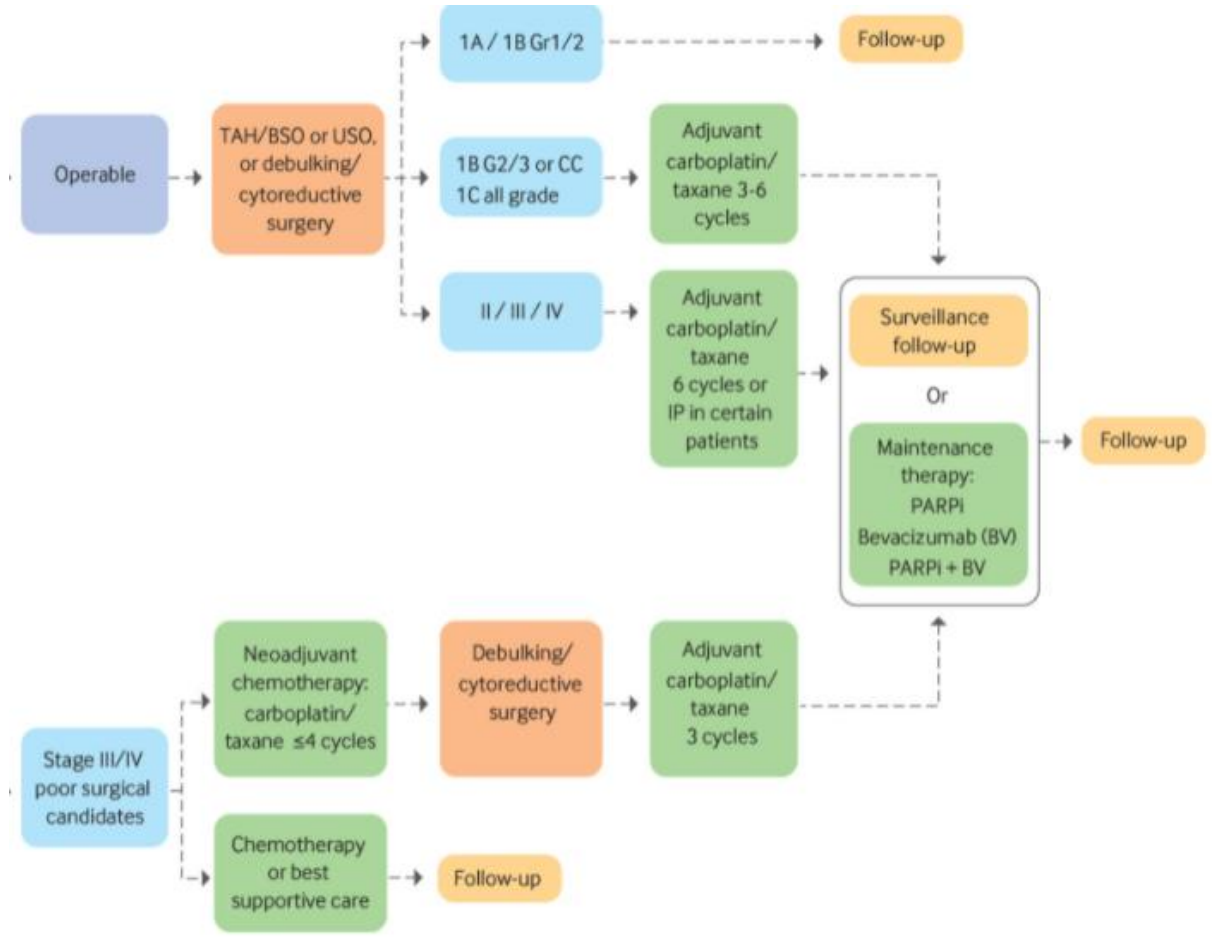 Operable
TAH/BSO or USO,
or debulking/
cytoreductive
surgery
1A / 1B Gr1/2
Follow-up
1B G2/3 or CC
1C all grade
Adjuvant
carboplatin/
taxane 3-6
cycles
II / III / IV
Adjuvant
carboplatin/
taxane
6 cycles or
IP in certain
patients
Surveillance
follow-up
Or
Maintenance
therapy:
PARPi
Bevacizumab (BV)
PARPi + BV
Follow-up
Stage III/IV
poor surgical
candidates
Neoadjuvant
chemotherapy:
carboplatin/
taxane ≤4 cycles
Debulking/
cytoreductive
surgery
Adjuvant
carboplatin/
taxane
3 cycles
Chemotherapy
or best
supportive care
Follow-up